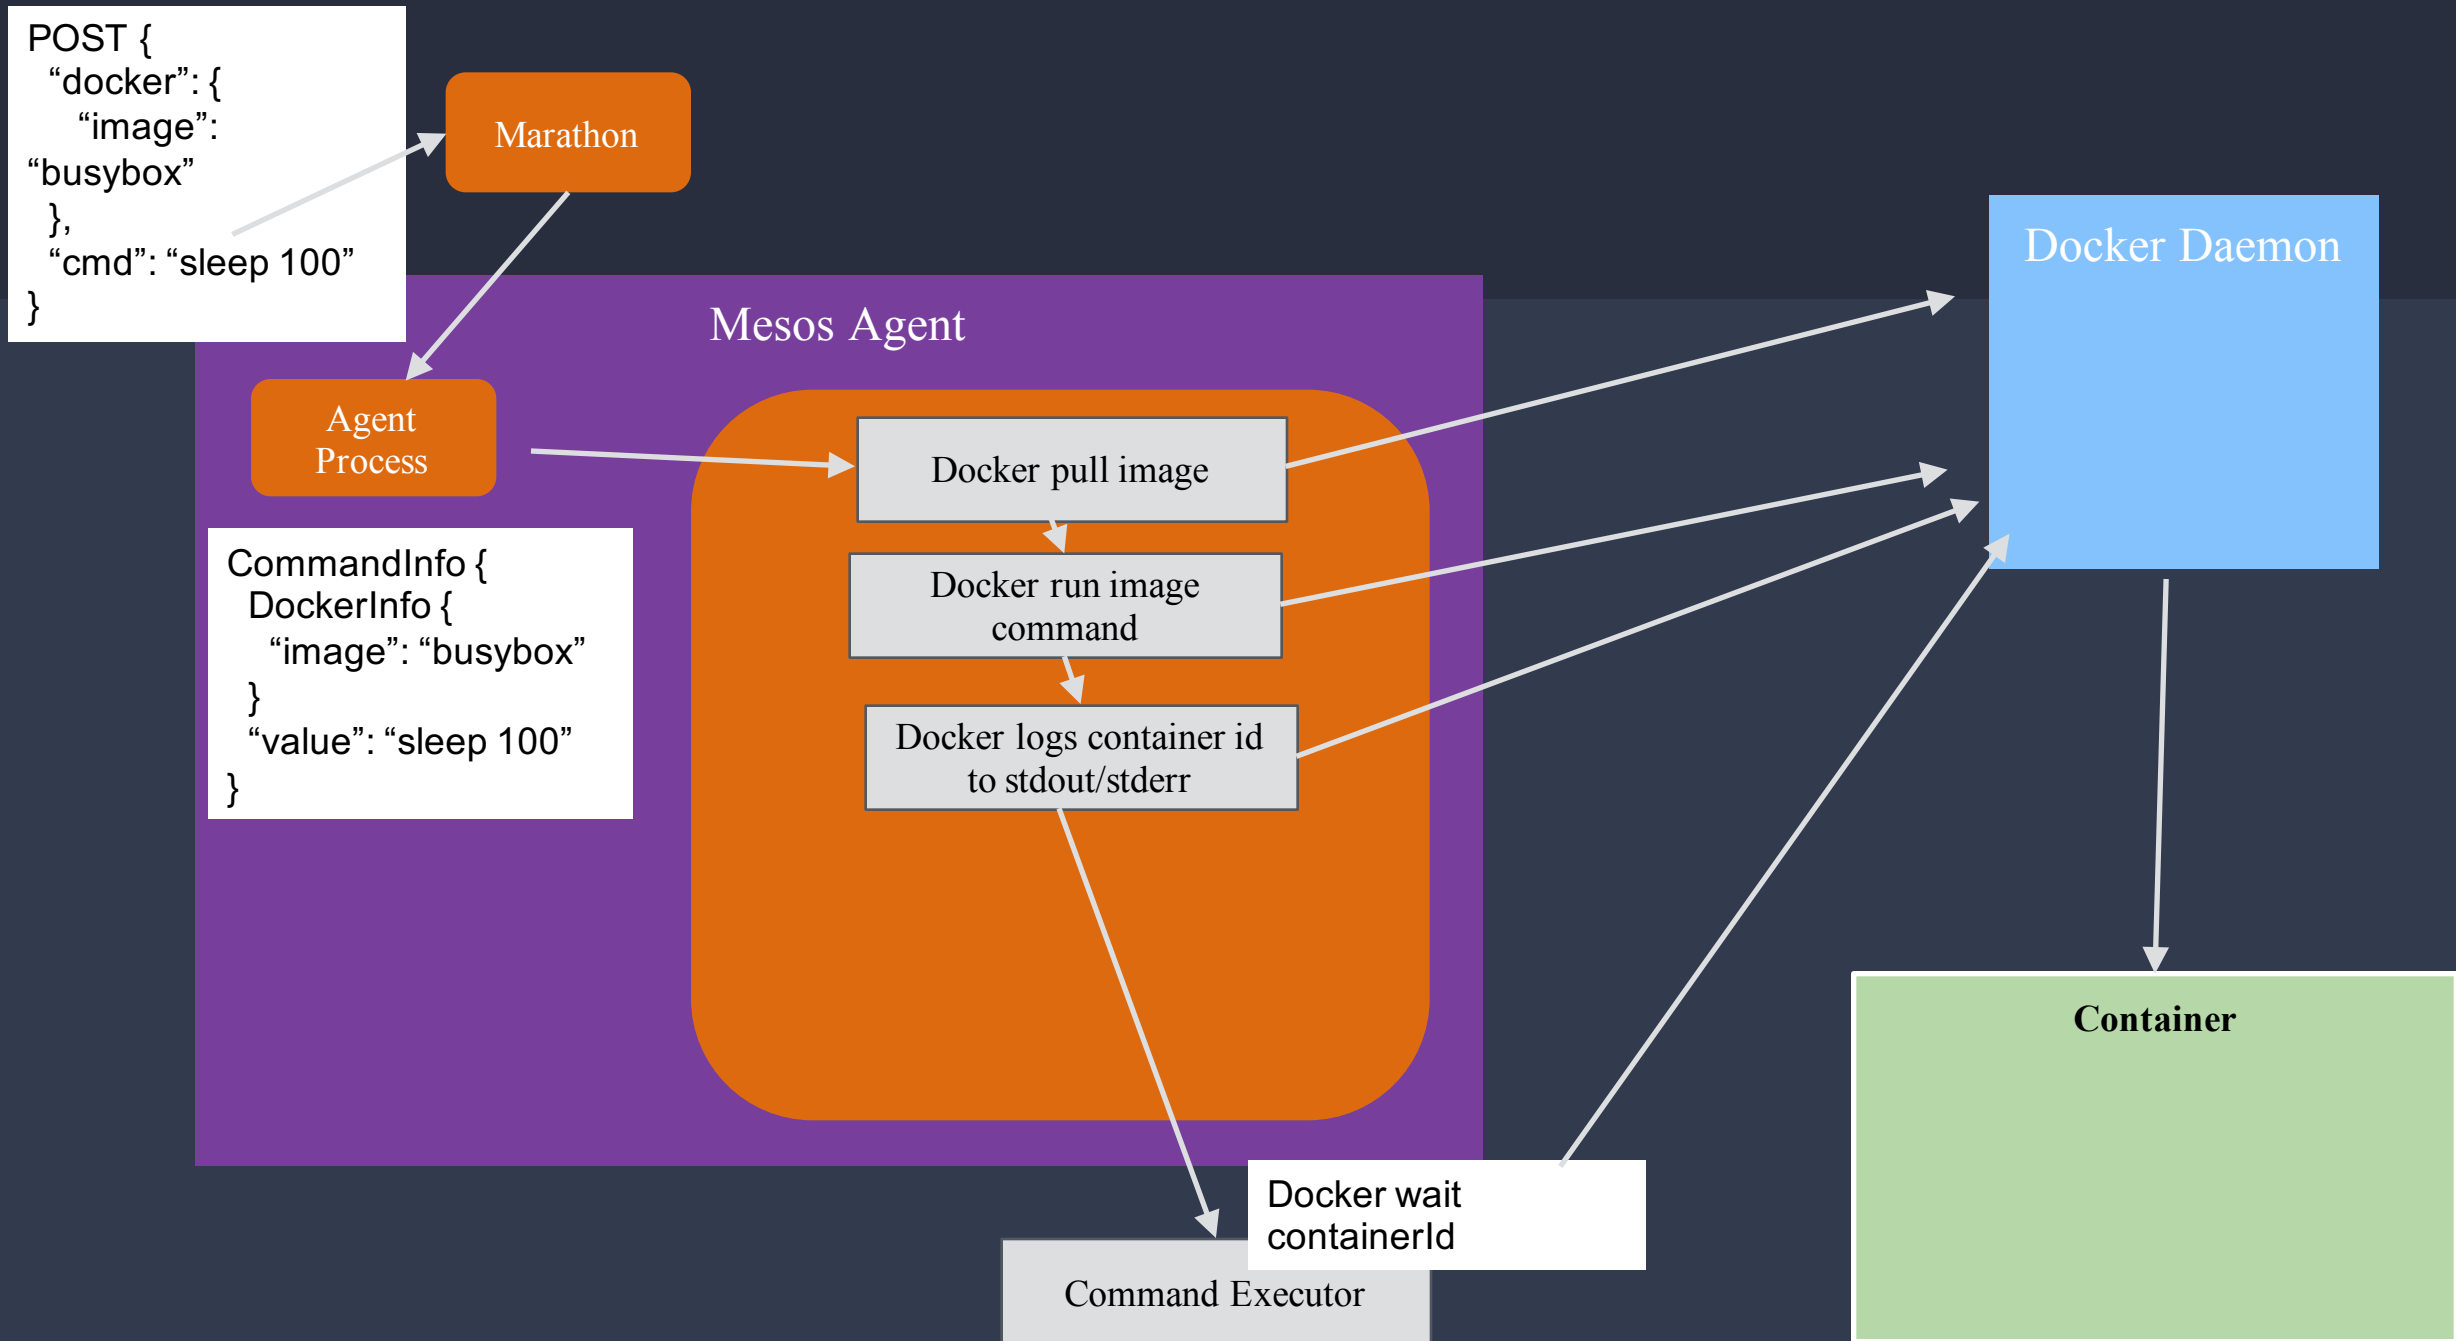 POST {
“docker”: {
“image”:
“busybox”
},
“cmd”: “sleep 100”
}
Marathon
Docker Daemon
Mesos Agent
Agent
Process
Docker pull image
CommandInfo {
DockerInfo {
“image”: “busybox”
}
“value”: “sleep 100”
}
Docker run image
command
Docker logs container id
to stdout/stderr
Container
Docker wait
containerId
Command Executor